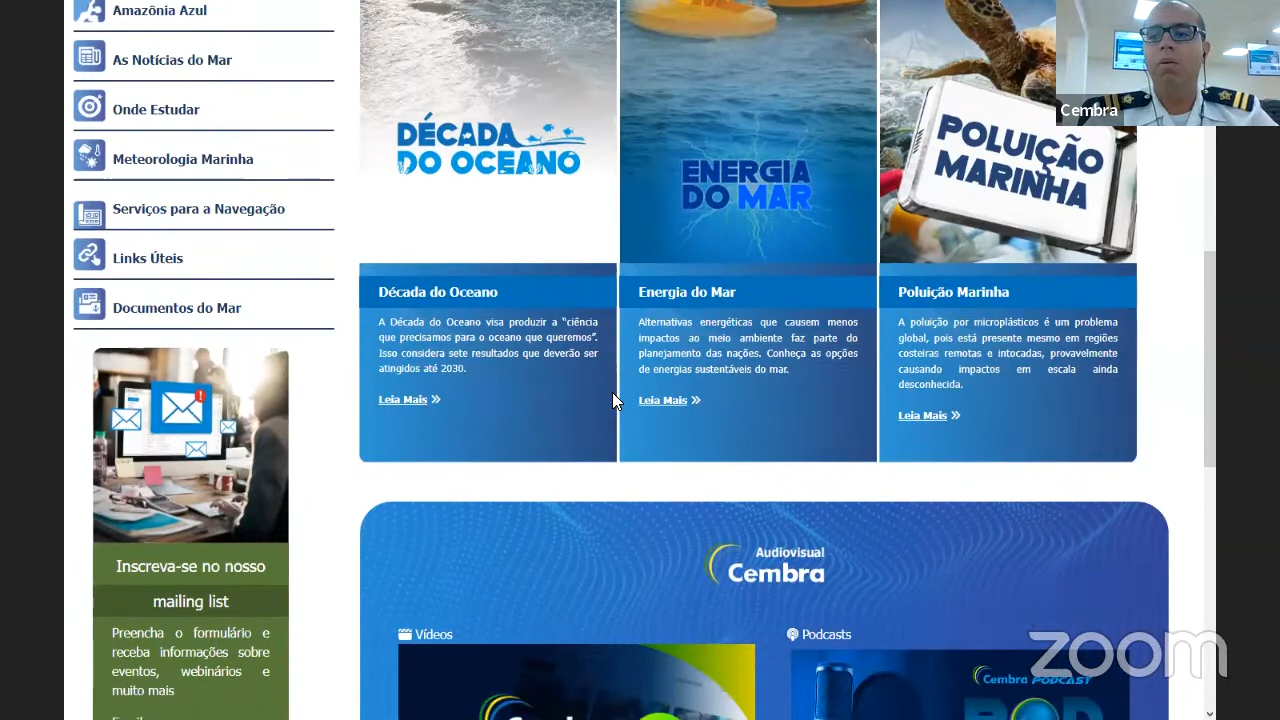 Amazônia Azul
As Notícias do Mar
Onde Estudar
Meteorologia Marinha
Serviços para a Navegação
Links Úteis
Documentos do Mar
Inscreva-se no nosso
mailing list
Preencha o formulário e
receba informações sobre
eventos, webinários e
muito mais
DÉCADA
DO OCEANO
Década do Oceano
A Década do Oceano visa produzir a “ciência
que precisamos para o oceano que queremos”.
Isso considera sete resultados que deverão ser
atingidos até 2030.
Leia Mais
ENERGIA
DO MAR
Energia do Mar
Alternativas energéticas que causem menos
impactos ao meio ambiente faz parte do
planejamento das nações. Conheça as opções
de energias sustentáveis do mar.
Leia Mais
POLUIÇÃO
MARINHA
Poluição Marinha
A poluição por microplásticos é um problema
global, pois está presente mesmo em regiões
costeiras remotas e intocadas, provavelmente
causando impactos em escala ainda
desconhecida.
Leia Mais
Cembra
Audiovisual
Cembra
Vídeos
Podcasts
Cembra PODCAST
zoom